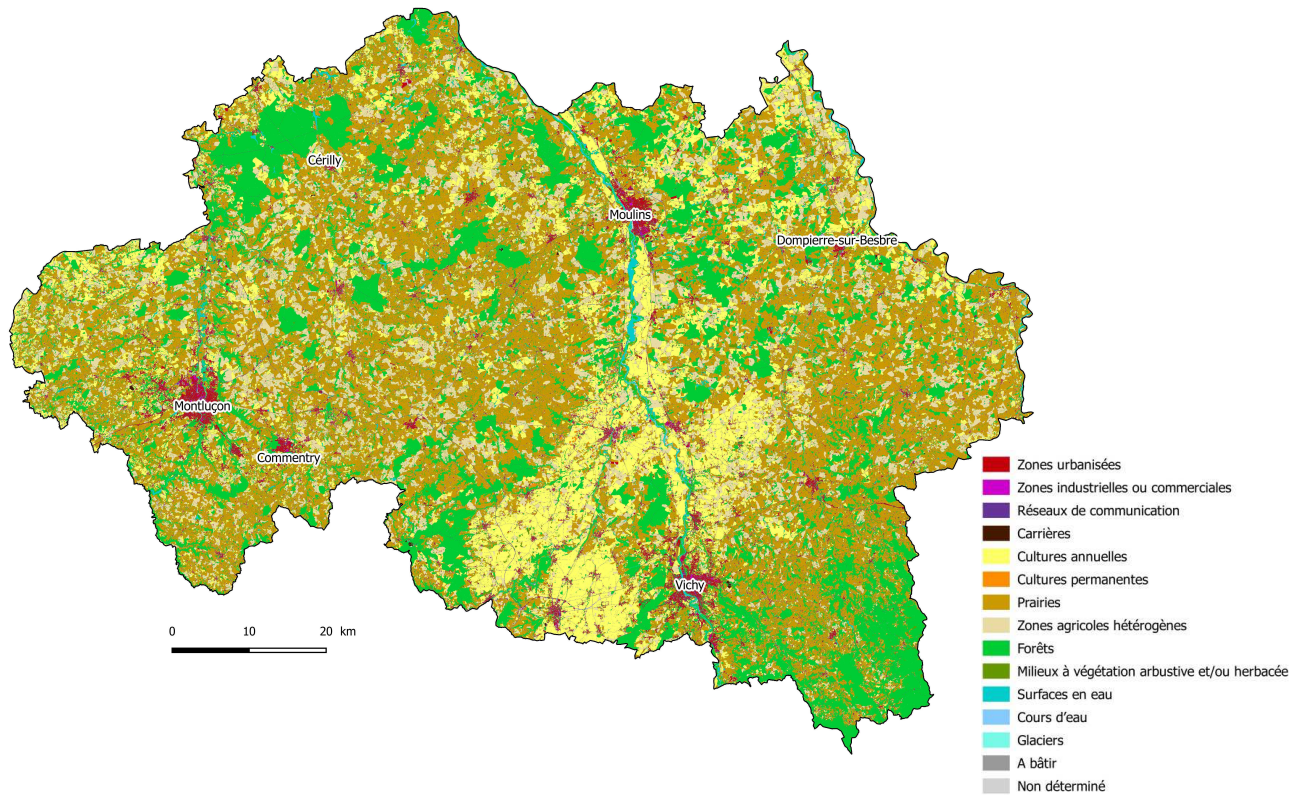 Cérilly
Moulins
Dompierre-sur-Besbre
Montluçon
Commentry
Vichy
0 10 20 km
Zones urbanisées
Zones industrielles ou commerciales
Réseaux de communication
Carrières
Cultures annuelles
Cultures permanentes
Prairies
Zones agricoles hétérogènes
Forêts
Milieux à végétation arbustive et/ou herbacée
Surfaces en eau
Cours d'eau
Glaciers
A bâtir
Non déterminé